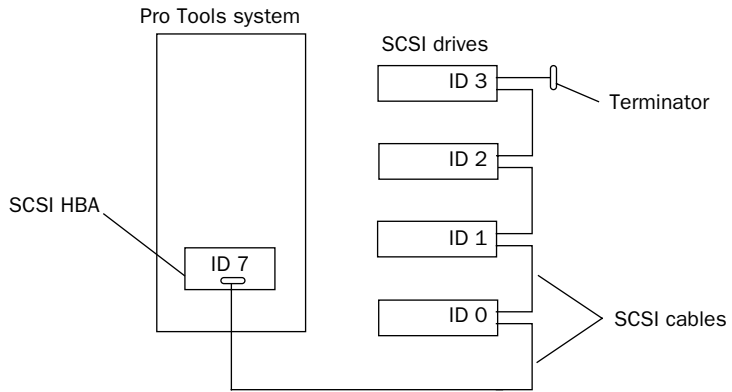 Pro Tools system
SCSI drives
ID 3
Terminator
ID 2
SCSI HBA
ID 1
ID 7
ID 0
SCSI cables